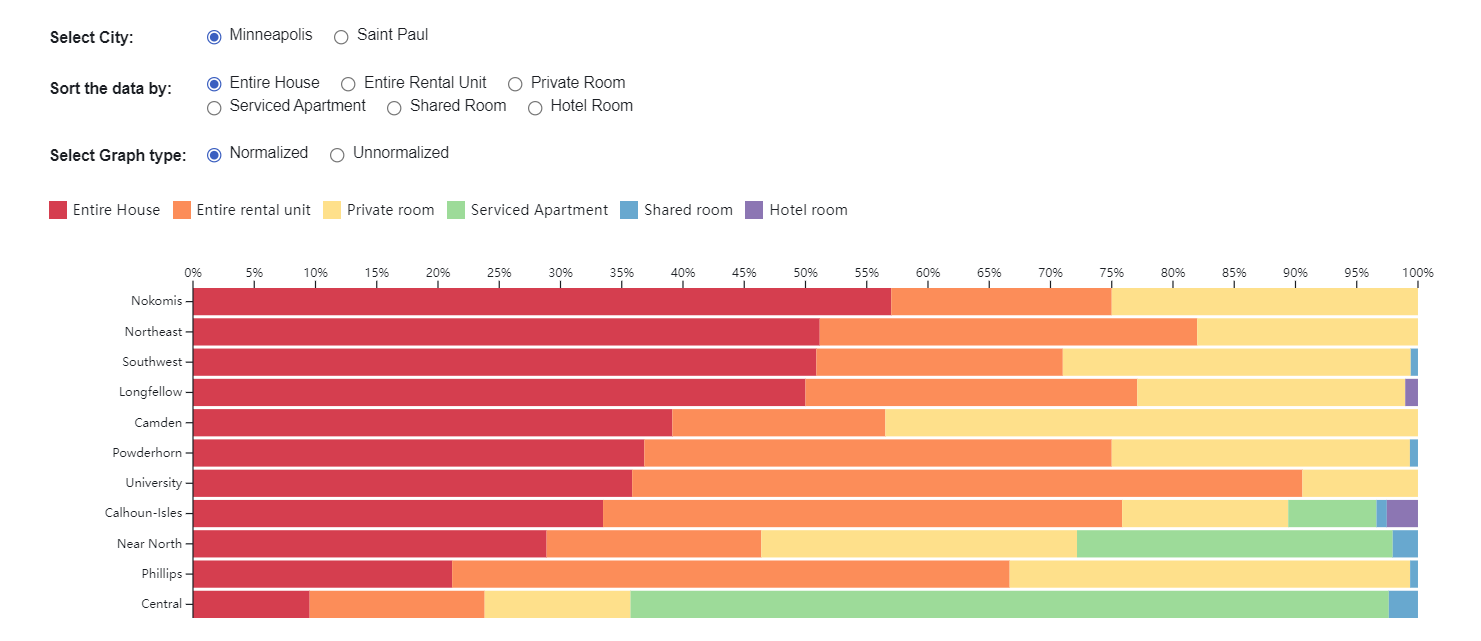 Select City: Minneapolis Saint Paul
Sort the data by: Entire House Entire Rental Unit Private Room
Serviced Apartment Shared Room Hotel Room
Select Graph type: Normalized Unnormalized
Entire House Entire rental unit Private room Serviced Apartment Shared room Hotel room
0% 5% 10% 15% 20% 25% 30% 35% 40% 45% 50% 55% 60% 65% 70% 75% 80% 85% 90% 95% 100%
Nokomis
Northeast
Southwest
Longfellow
Camden
Powderhorn
University
Calhoun-Isles
Near North
Phillips
Central